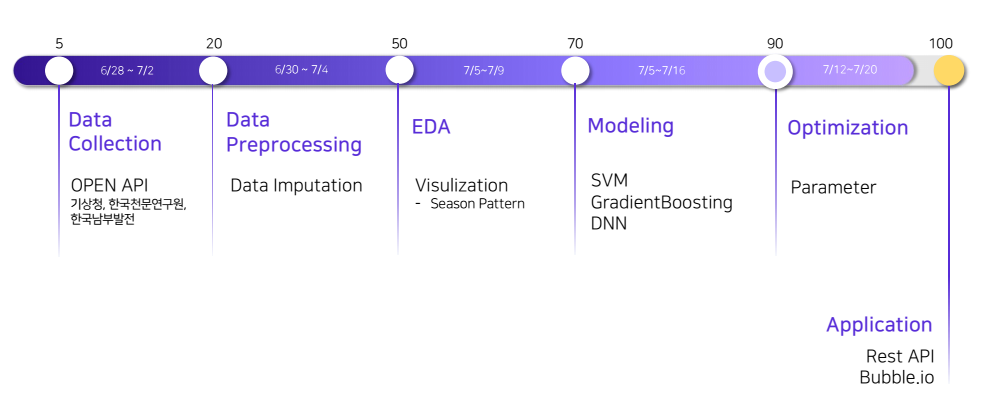 5
20
50
70
90
100
6/28 ~ 7/2
6/30 ~ 7/4
7/5~7/9
7/5~7/16
7/12~7/20
Data
Collection
OPEN API
기상청, 한국천문연구원,
한국남부발전
Data
Preprocessing
Data Imputation
EDA
Visulization
- Season Pattern
Modeling
SVM
GradientBoosting
DNN
Optimization
Parameter
Application
Rest API
Bubble.io